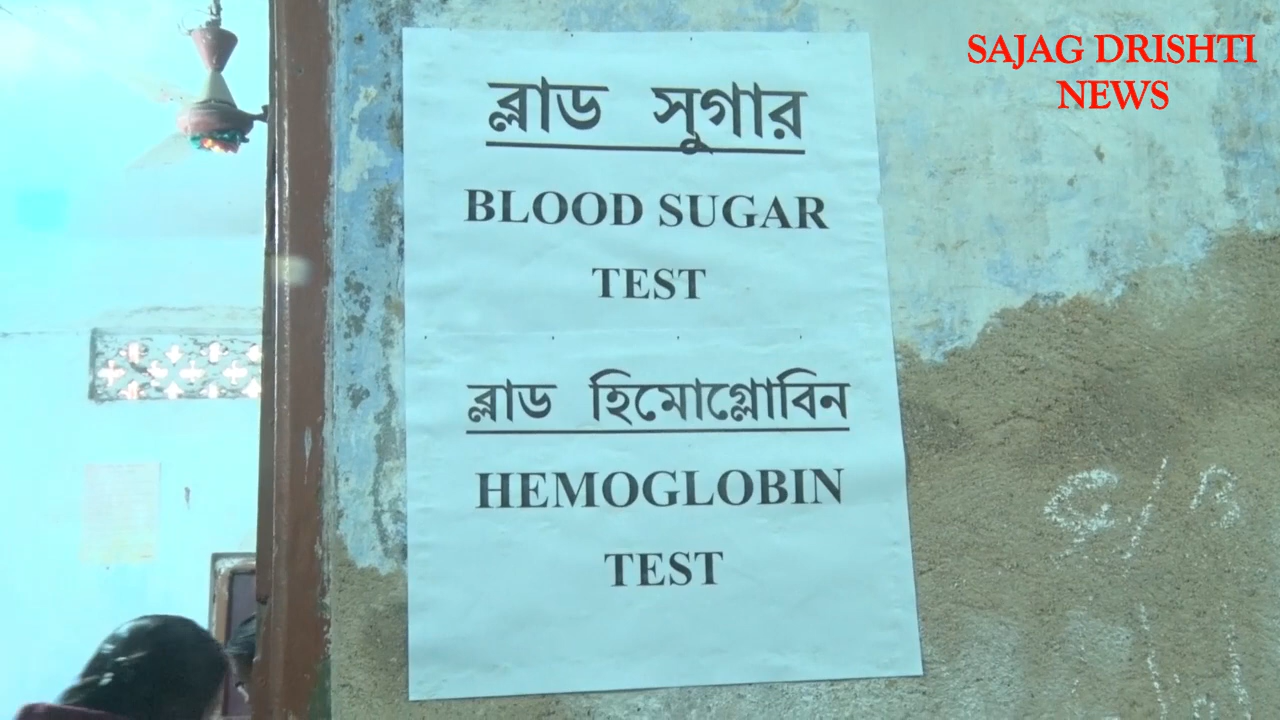 SAJAG DRISHTI
NEWS
ব্লাড সূগার
BLOOD SUGAR
TEST
ব্লাড হিমোগ্লোবিন
HEMOGLOBIN
TEST